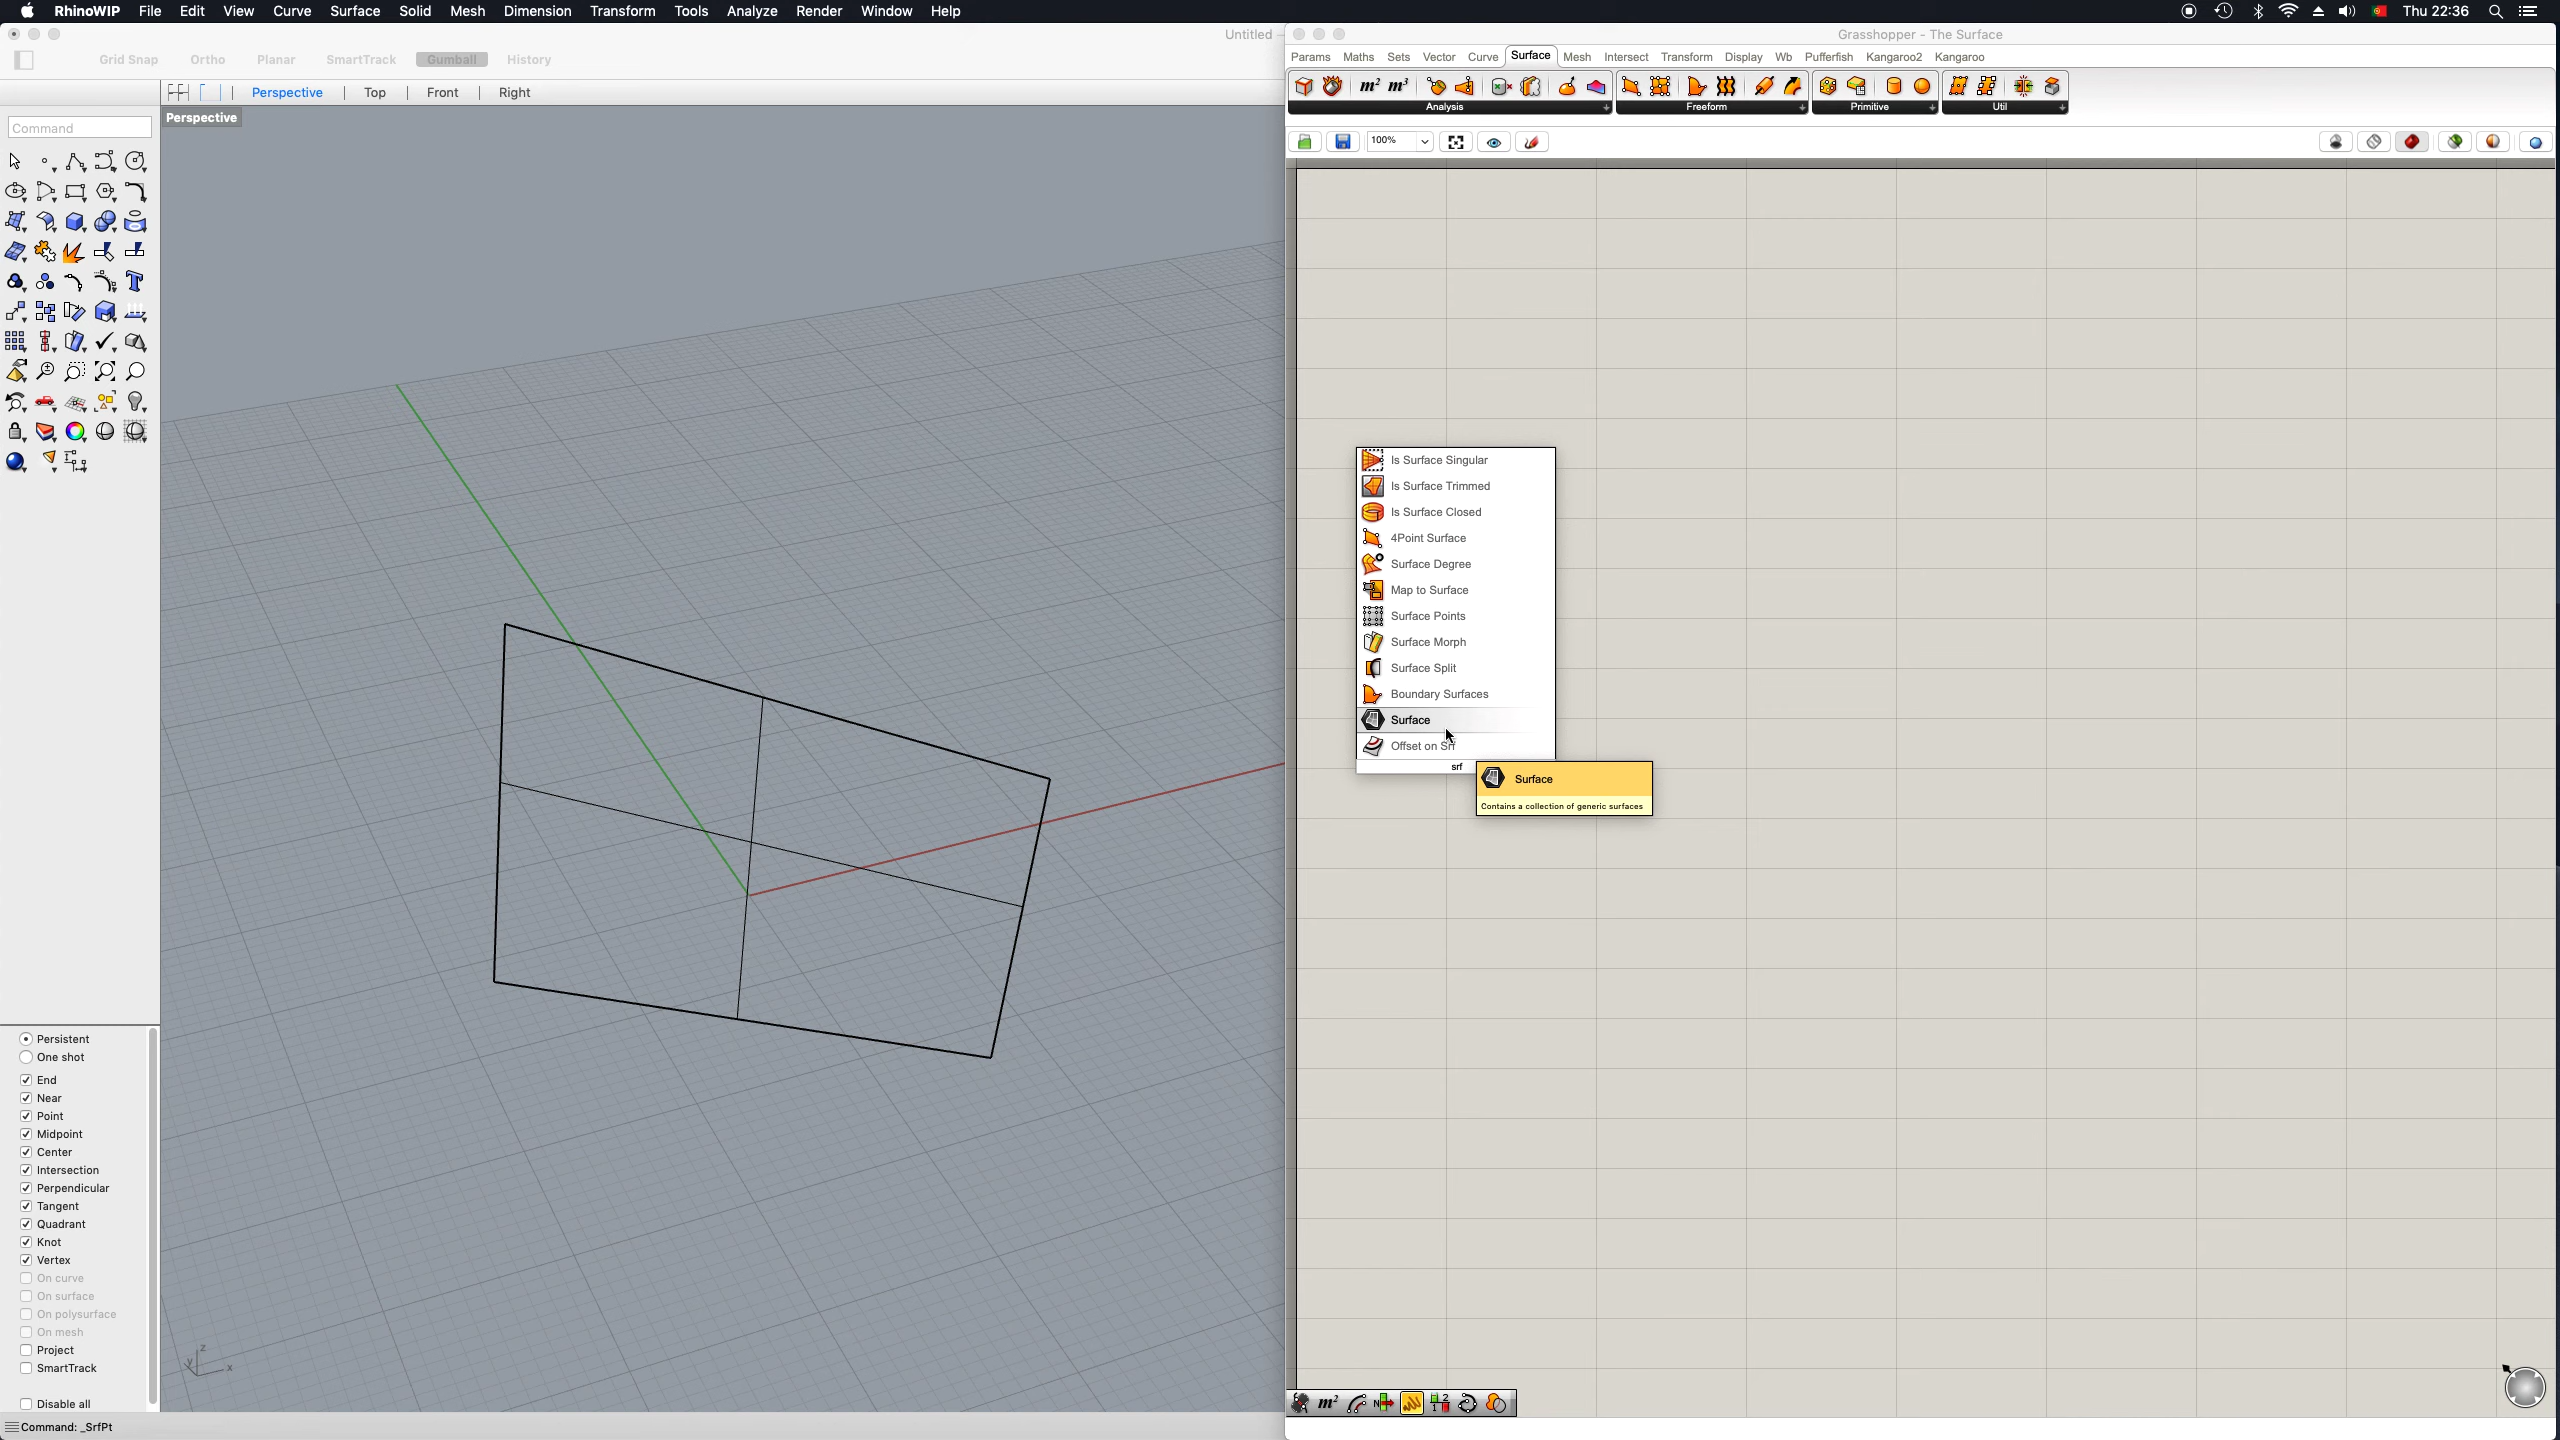 RhinoWIP File Edit View Curve Surface Solid Mesh Dimension Transform Tools Analyze Render Window Help Thu 22:36
Untitled —
Grid Snap Ortho Planar SmartTrack Gumball History
Perspective Top Front Right
Perspective
Command
Persistent
One shot
End
Near
Point
Midpoint
Center
Intersection
Perpendicular
Tangent
Quadrant
Knot
Vertex
On curve
On surface
On polysurface
On mesh
Project
SmartTrack
Disable all
Command: _SrfPt
z
y x
Grasshopper - The Surface
Params Maths Sets Vector Curve Surface Mesh Intersect Transform Display Wb Pufferfish Kangaroo2 Kangaroo
m² m³
Analysis Freeform Primitive Util
100%
Is Surface Singular
Is Surface Trimmed
Is Surface Closed
4Point Surface
Surface Degree
Map to Surface
Surface Points
Surface Morph
Surface Split
Boundary Surfaces
Surface
Offset on Srf
srf
Surface
Contains a collection of generic surfaces
m²